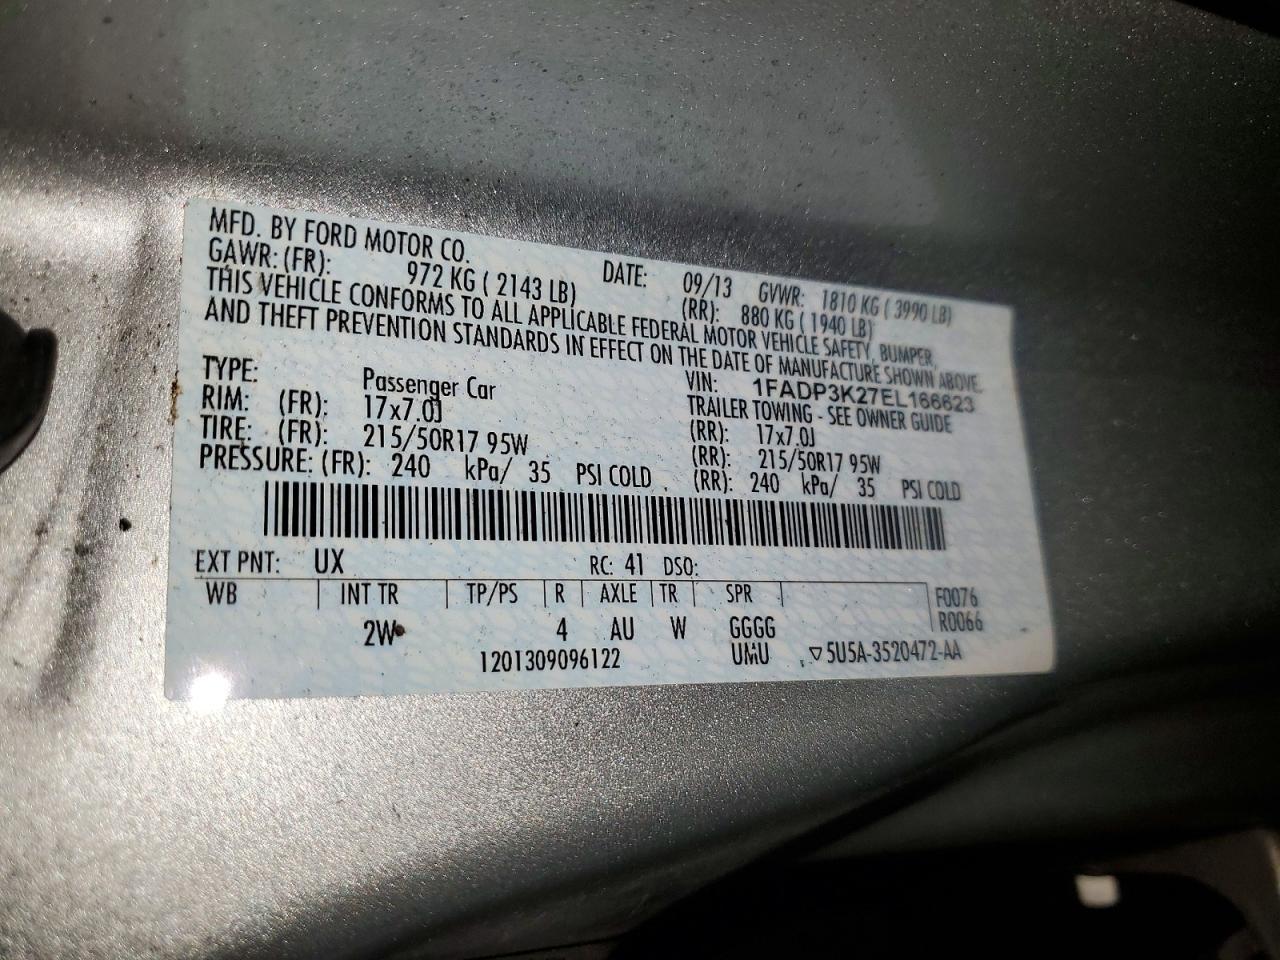 MFD. BY FORD MOTOR CO.
DATE: 09/13 GVWR: 1810 KG ( 3990 LB)
GAWR: (FR): 972 KG ( 2143 LB) (RR): 880 KG ( 1940 LB)
THIS VEHICLE CONFORMS TO ALL APPLICABLE FEDERAL MOTOR VEHICLE SAFETY, BUMPER,
AND THEFT PREVENTION STANDARDS IN EFFECT ON THE DATE OF MANUFACTURE SHOWN ABOVE.
VIN: 1FADP3K27EL166623
TYPE: Passenger Car TRAILER TOWING - SEE OWNER GUIDE
RIM: (FR): 17x7.0J (RR): 17x7.0J
TIRE: (FR): 215/50R17 95W (RR): 215/50R17 95W
PRESSURE: (FR): 240 kPa/ 35 PSI COLD (RR): 240 kPa/ 35 PSI COLD
EXT PNT: UX RC: 41 DSO:
WB INT TR TP/PS R AXLE TR SPR F0076
2W 4 AU W GGGG R0066
1201309096122 UMU ▽5U5A-3520472-AA